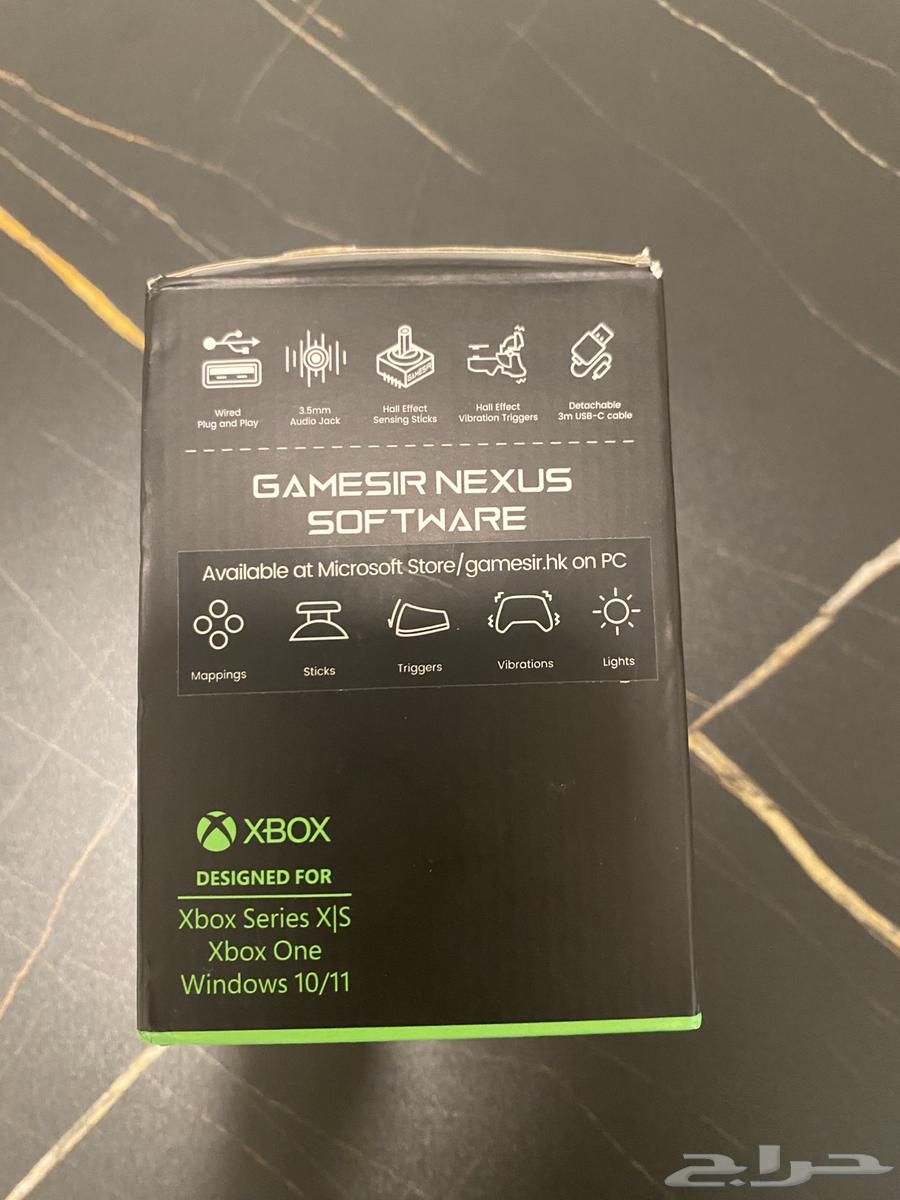 Wired
Plug and Play
3.5mm
Audio Jack
GAMESIR
Hall Effect
Sensing Sticks
Hall Effect
Vibration Triggers
Detachable
3m USB-C cable
GAMESIR NEXUS
SOFTWARE
Available at Microsoft Store/gamesir.hk on PC
Mappings
Sticks
Triggers
Vibrations
Lights
XBOX
DESIGNED FOR
Xbox Series X|S
Xbox One
Windows 10/11
حراج